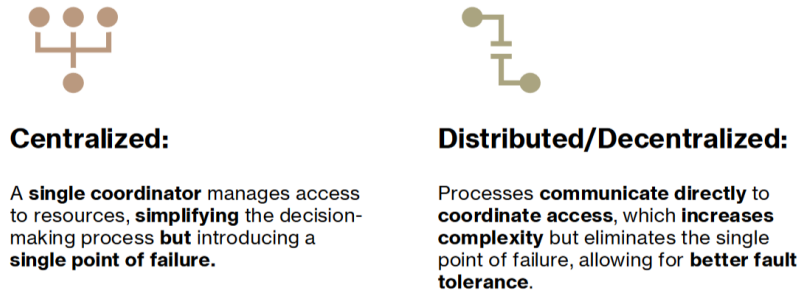 Centralized:
A single coordinator manages access
to resources, simplifying the decision-
making process but introducing a
single point of failure.
Distributed/Decentralized:
Processes communicate directly to
coordinate access, which increases
complexity but eliminates the single
point of failure, allowing for better fault
tolerance.